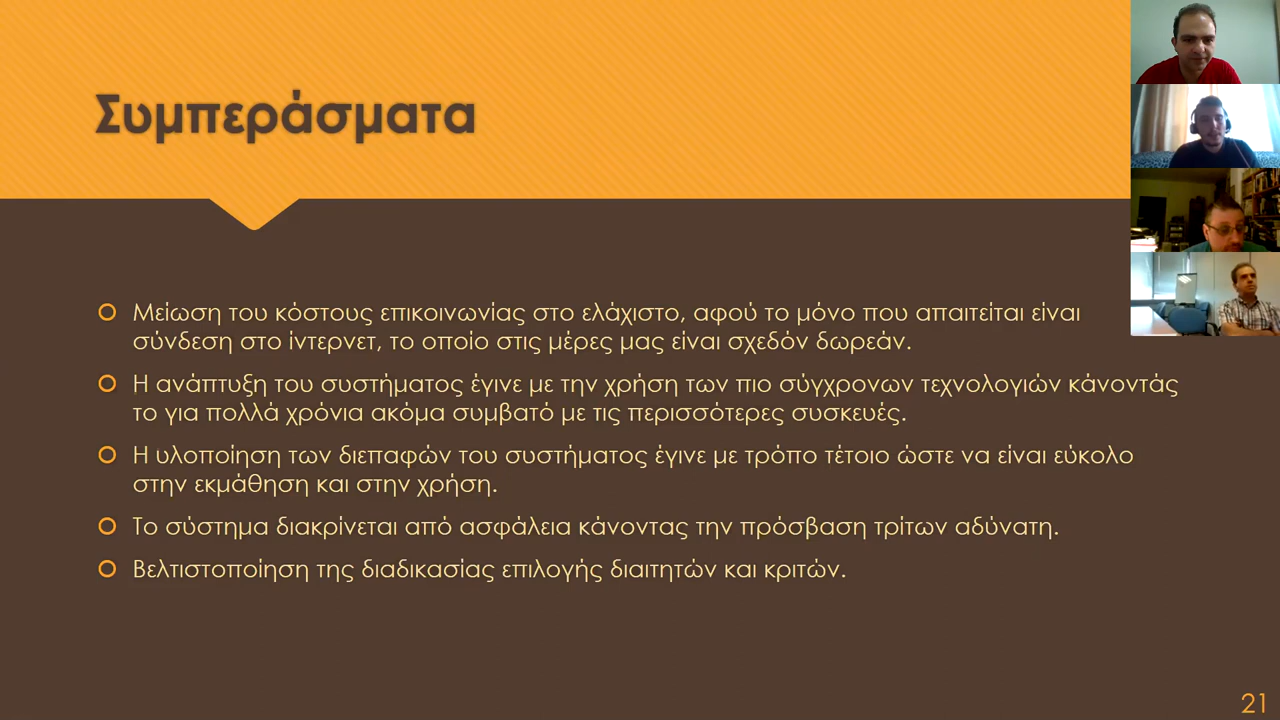 Συμπεράσματα
Μείωση του κόστους επικοινωνίας στο ελάχιστο, αφού το μόνο που απαιτείται είναι
σύνδεση στο ίντερνετ, το οποίο στις μέρες μας είναι σχεδόν δωρεάν.
Η ανάπτυξη του συστήματος έγινε με την χρήση των πιο σύγχρονων τεχνολογιών κάνοντάς
το για πολλά χρόνια ακόμα συμβατό με τις περισσότερες συσκευές.
Η υλοποίηση των διεπαφών του συστήματος έγινε με τρόπο τέτοιο ώστε να είναι εύκολο
στην εκμάθηση και στην χρήση.
Το σύστημα διακρίνεται από ασφάλεια κάνοντας την πρόσβαση τρίτων αδύνατη.
Βελτιστοποίηση της διαδικασίας επιλογής διαιτητών και κριτών.
21